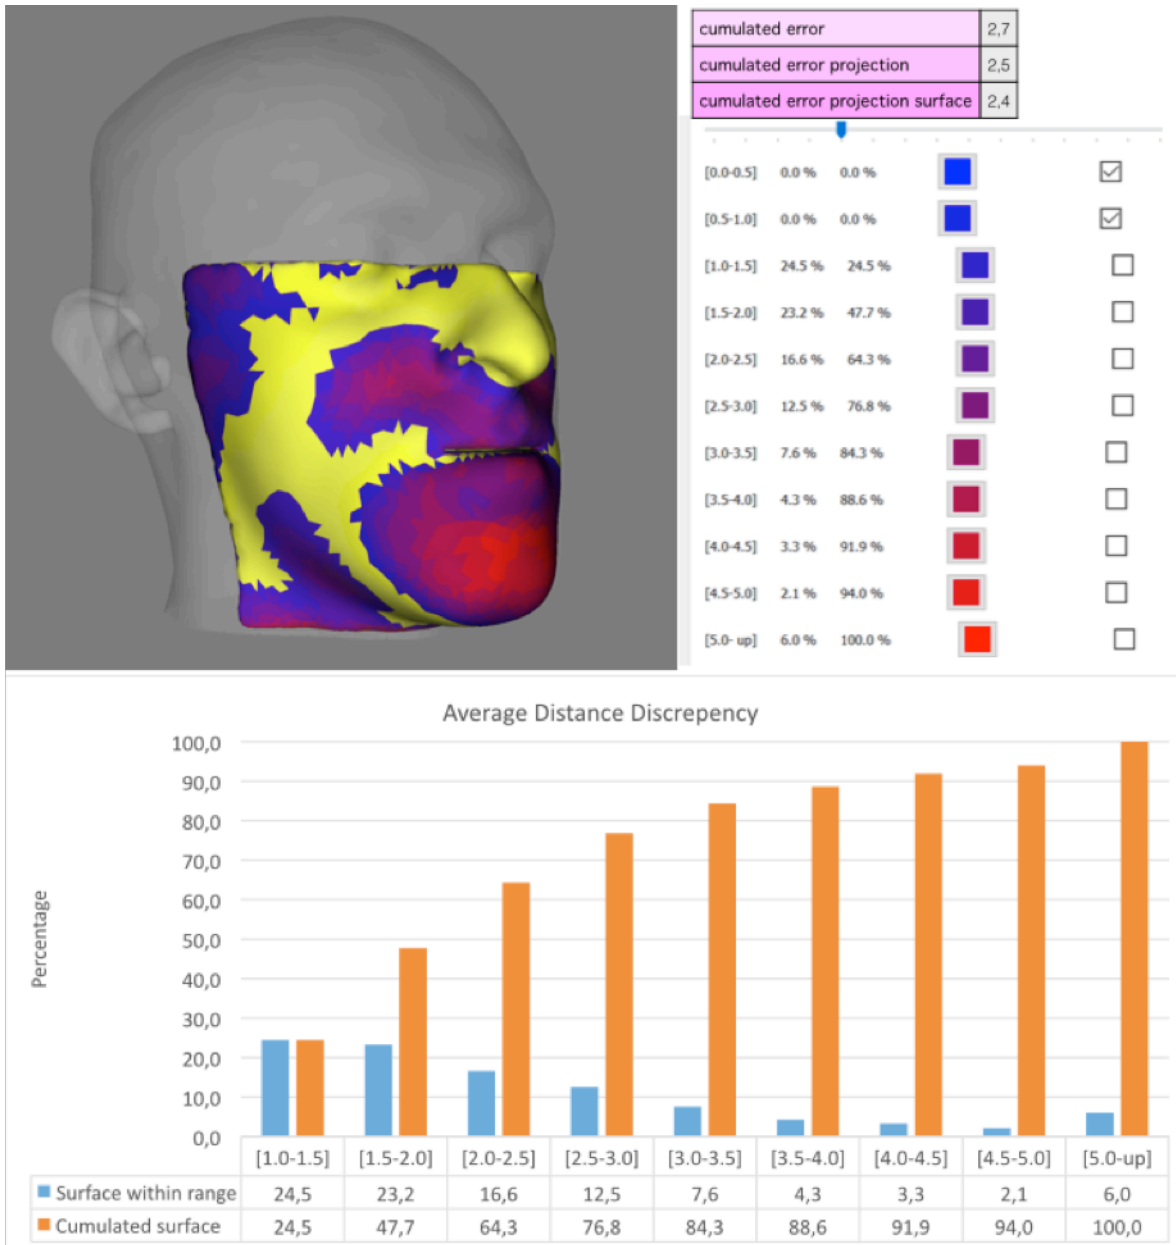 cumulated error 2,7
cumulated error projection 2,5
cumulated error projection surface 2,4
[0.0-0.5] 0.0 % 0.0 %
[0.5-1.0] 0.0 % 0.0 %
[1.0-1.5] 24.5 % 24.5 %
[1.5-2.0] 23.2 % 47.7 %
[2.0-2.5] 16.6 % 64.3 %
[2.5-3.0] 12.5 % 76.8 %
[3.0-3.5] 7.6 % 84.3 %
[3.5-4.0] 4.3 % 88.6 %
[4.0-4.5] 3.3 % 91.9 %
[4.5-5.0] 2.1 % 94.0 %
[5.0- up] 6.0 % 100.0 %
Average Distance Discrepency
Percentage
100,0
90,0
80,0
70,0
60,0
50,0
40,0
30,0
20,0
10,0
0,0
[1.0-1.5] [1.5-2.0] [2.0-2.5] [2.5-3.0] [3.0-3.5] [3.5-4.0] [4.0-4.5] [4.5-5.0] [5.0-up]
Surface within range 24,5 23,2 16,6 12,5 7,6 4,3 3,3 2,1 6,0
Cumulated surface 24,5 47,7 64,3 76,8 84,3 88,6 91,9 94,0 100,0